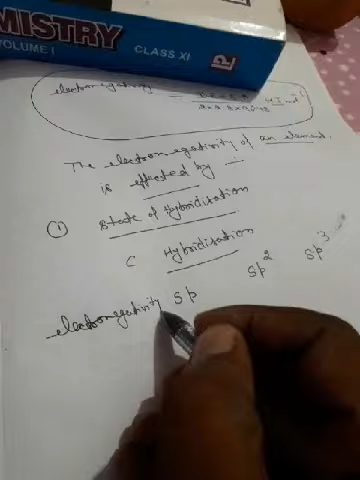 MISTRY
VOLUME I
CLASS XI
electronegativity
The electronegativity of an element
is effected by :-
① State of Hybridisation
C Hybridisation
sp² sp³
electronegativity sp